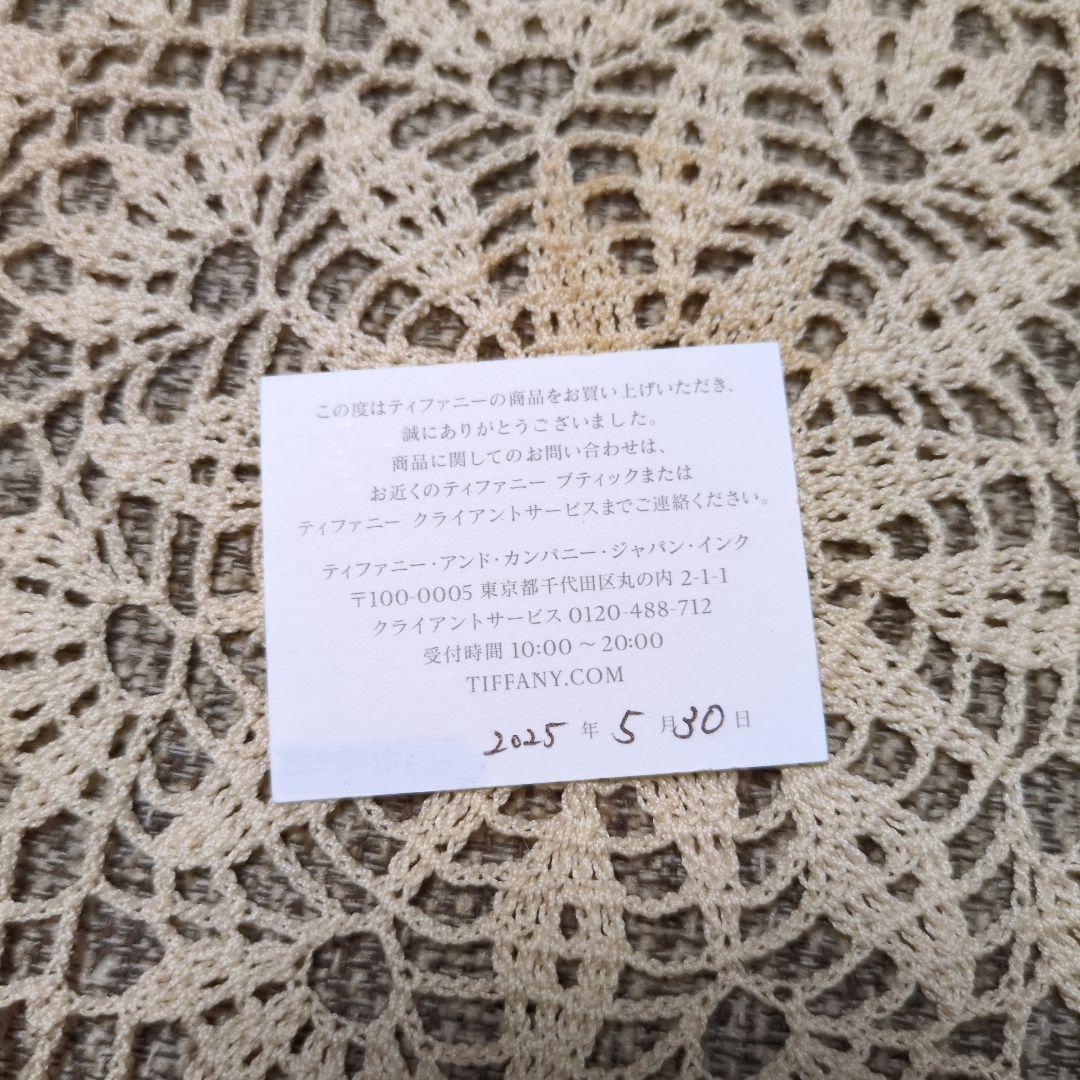 この度はティファニーの商品をお買い上げいただき、
誠にありがとうございました。
商品に関してのお問い合わせは、
お近くのティファニー ブティックまたは
ティファニー クライアントサービスまでご連絡ください。
ティファニー・アンド・カンパニー・ジャパン・インク
〒100-0005 東京都千代田区丸の内 2-1-1
クライアントサービス 0120-488-712
受付時間 10:00 ～ 20:00
TIFFANY.COM
2025 年 5 月 30 日